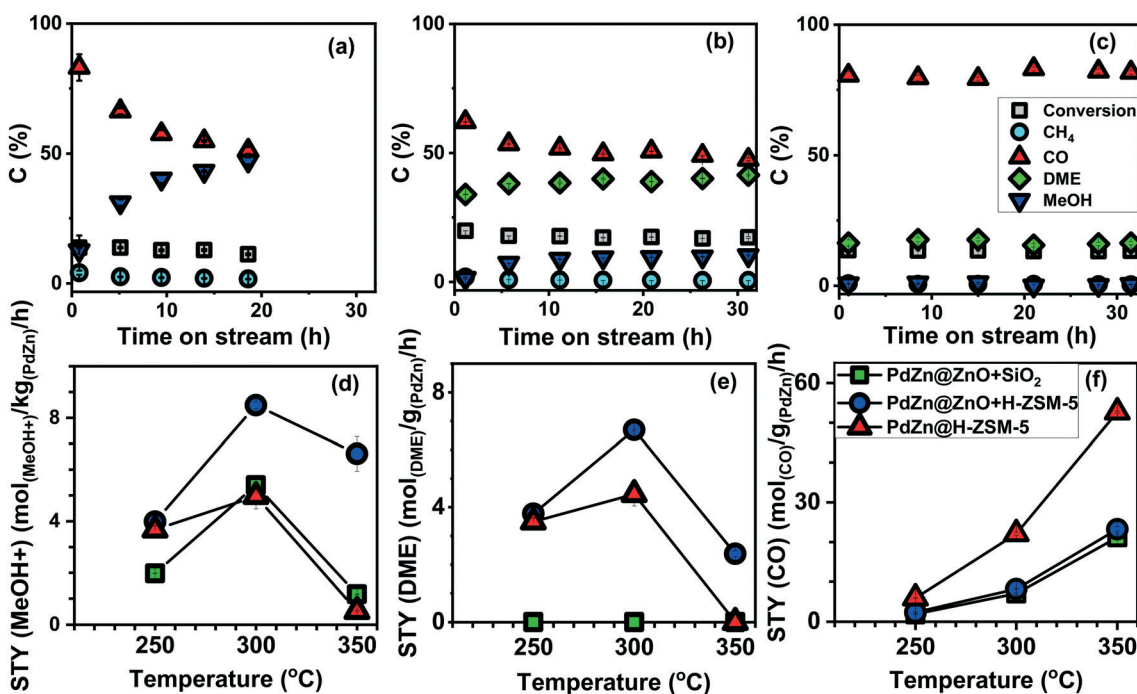 (a)
C (%)
100
50
0
0 10 20 30
Time on stream (h)
(b)
C (%)
100
50
0
0 10 20 30
Time on stream (h)
(c)
C (%)
100
50
0
0 10 20 30
Time on stream (h)
Conversion
CH₄
CO
DME
MeOH
(d)
STY (MeOH+) (mol(MeOH+)/kg(PdZn)/h)
8
4
0
250 300 350
Temperature (°C)
(e)
STY (DME) (mol(DME)/g(PdZn)/h)
8
4
0
250 300 350
Temperature (°C)
(f)
STY (CO) (mol(CO)/g(PdZn)/h)
60
30
0
250 300 350
Temperature (°C)
PdZn@ZnO+SiO₂
PdZn@ZnO+H-ZSM-5
PdZn@H-ZSM-5